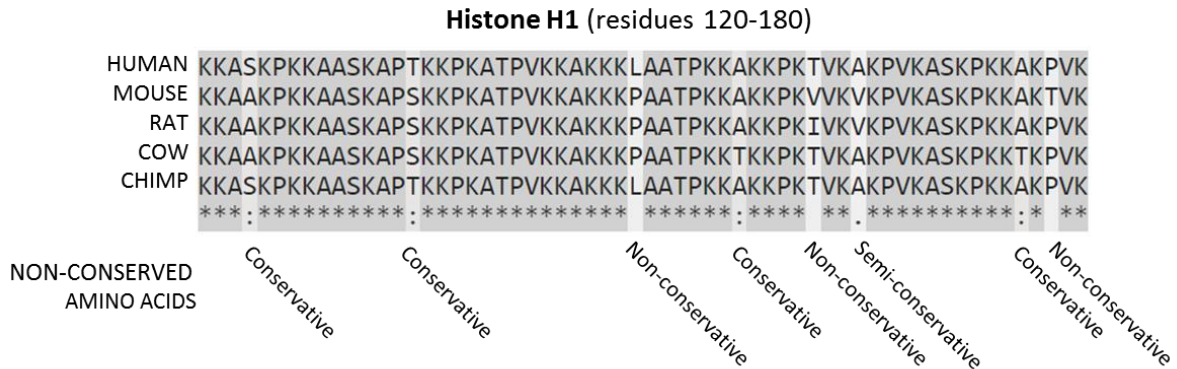 Histone H1 (residues 120-180)
HUMAN KKASKPKKAASKAPTKKPKATPVKKAKKKLAATPKKAKKPKTVKAKPVKASKPKKAKPVK
MOUSE KKAAKPKKAASKAPSKKPKATPVKKAKKKPAATPKKAKKPKVVKVKPVKASKPKKAKTVK
RAT KKAAKPKKAASKAPSKKPKATPVKKAKKKPAATPKKAKKPKIVKVKPVKASKPKKAKPVK
COW KKAAKPKKAASKAPSKKPKATPVKKAKKKPAATPKKTKKPKTVKAKPVKASKPKKTKPVK
CHIMP KKASKPKKAASKAPTKKPKATPVKKAKKKLAATPKKAKKPKTVKAKPVKASKPKKAKPVK
***:**********:************** ******:**** **.**********:* **
NON-CONSERVED
AMINO ACIDS
Conservative
Conservative
Non-conservative
Conservative
Non-conservative
Semi-conservative
Conservative
Non-conservative